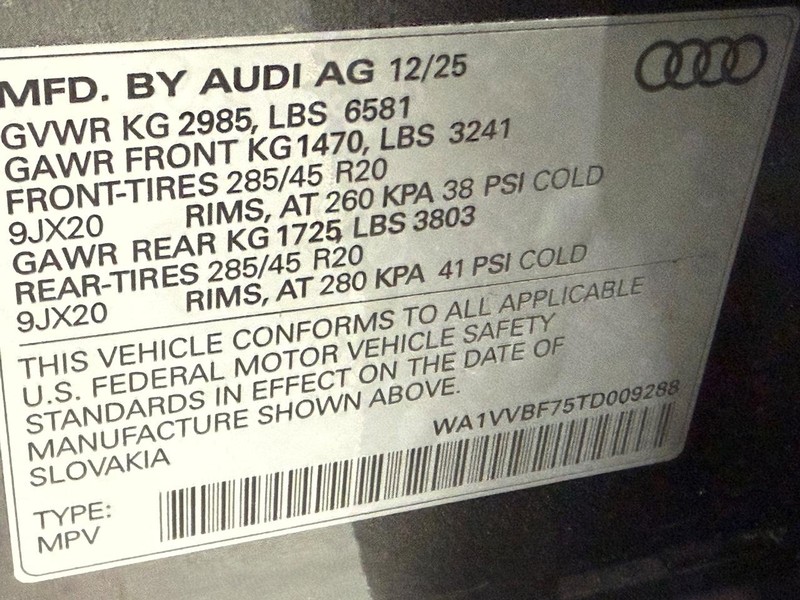 MFD. BY AUDI AG 12/25
GVWR KG 2985, LBS 6581
GAWR FRONT KG1470, LBS 3241
FRONT-TIRES 285/45 R20
9JX20 RIMS, AT 260 KPA 38 PSI COLD
GAWR REAR KG 1725, LBS 3803
REAR-TIRES 285/45 R20
9JX20 RIMS, AT 280 KPA 41 PSI COLD
THIS VEHICLE CONFORMS TO ALL APPLICABLE
U.S. FEDERAL MOTOR VEHICLE SAFETY
STANDARDS IN EFFECT ON THE DATE OF
MANUFACTURE SHOWN ABOVE.
SLOVAKIA
WA1VVBF75TD009288
TYPE:
MPV